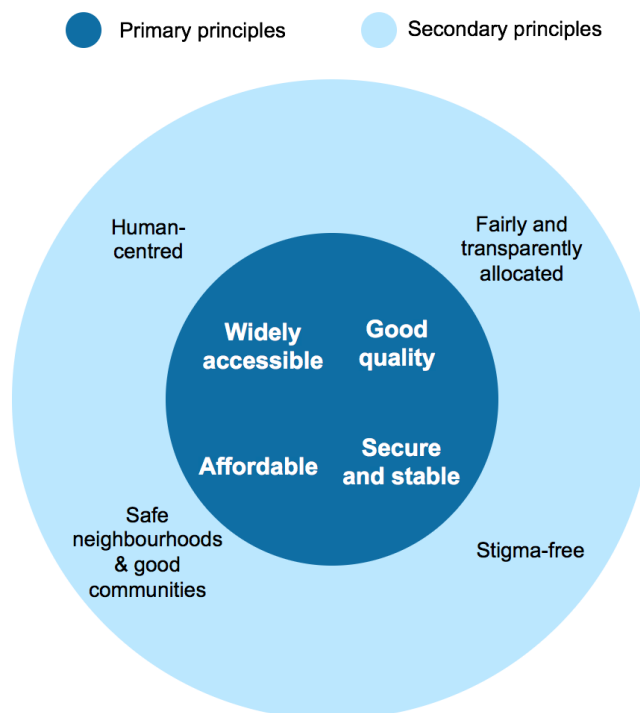 Primary principles
Secondary principles
Human-
centred
Fairly and
transparently
allocated
Widely
accessible
Good
quality
Affordable
Secure
and stable
Safe
neighbourhoods
& good
communities
Stigma-free